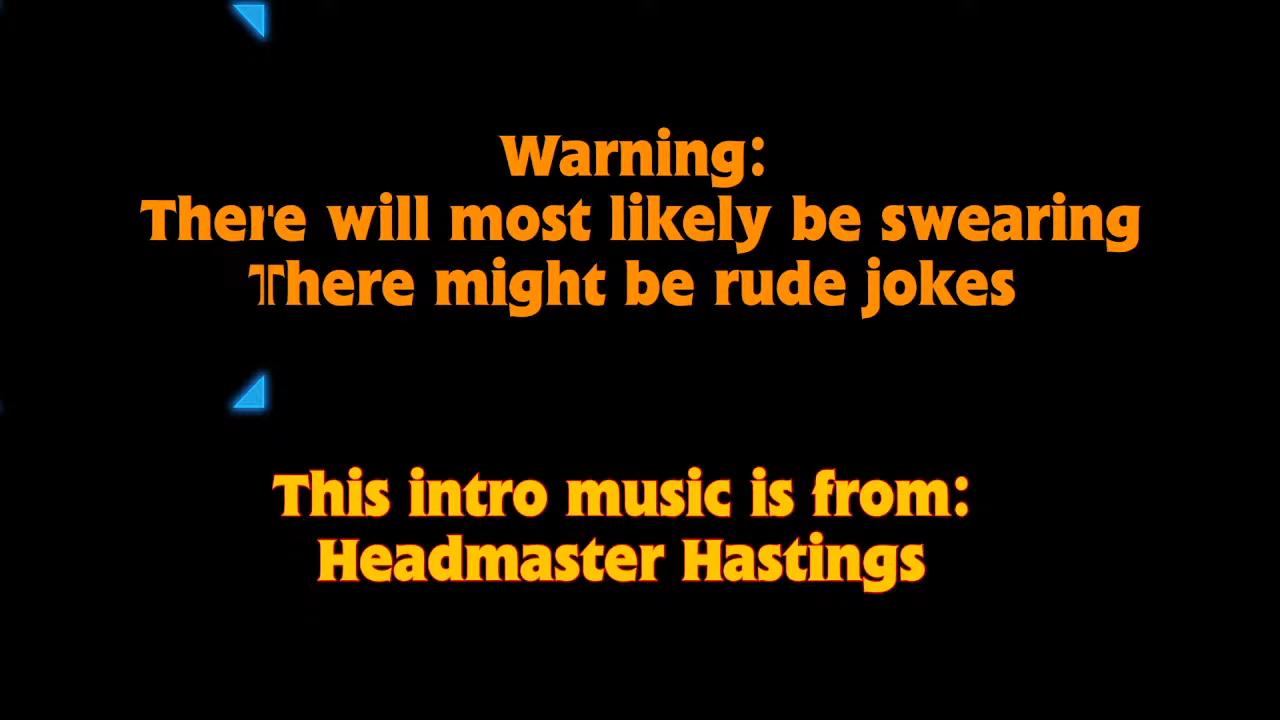 Warning:
There will most likely be swearing
There might be rude jokes
This intro music is from:
Headmaster Hastings